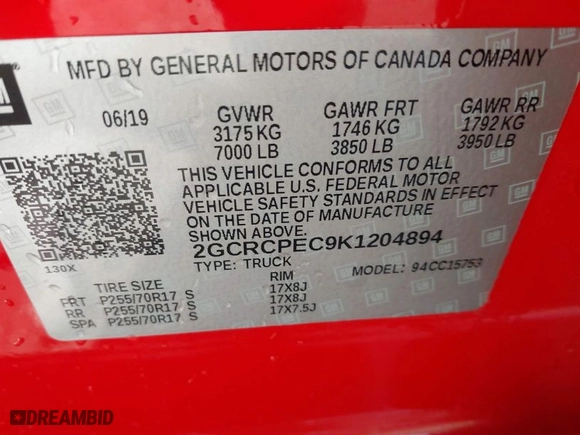 GM
MFD BY GENERAL MOTORS OF CANADA COMPANY
06/19 GVWR GAWR FRT GAWR RR
3175 KG 1746 KG 1792 KG
7000 LB 3850 LB 3950 LB
THIS VEHICLE CONFORMS TO ALL
APPLICABLE U.S. FEDERAL MOTOR
VEHICLE SAFETY STANDARDS IN EFFECT
ON THE DATE OF MANUFACTURE
SHOWN ABOVE.
2GCRCPEC9K1204894
130X TYPE: TRUCK MODEL: 94CC15753
TIRE SIZE RIM
FRT P255/70R17 S 17X8J
RR P255/70R17 S 17X8J
SPA P255/70R17 S 17X7.5J
DREAMBID